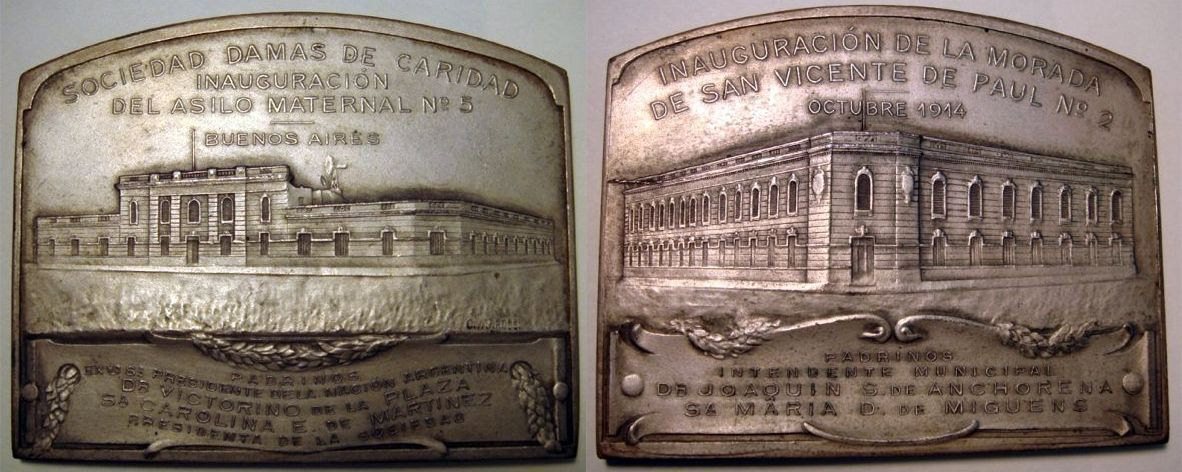 SOCIEDAD DAMAS DE CARIDAD
INAUGURACIÓN
DEL ASILO MATERNAL Nº 5
BUENOS AIRES
PADRINOS
EXMO SR PRESIDENTE DE LA NACIÓN ARGENTINA
DR VICTORINO DE LA PLAZA
SA CAROLINA E. DE MARTINEZ
PRESIDENTA DE LA SOCIEDAD
INAUGURACIÓN DE LA MORADA
DE SAN VICENTE DE PAUL Nº 2
OCTUBRE 1914
PADRINOS
INTENDENTE MUNICIPAL
DR JOAQUIN S. DE ANCHORENA
SA MARIA D. DE MIGUENS